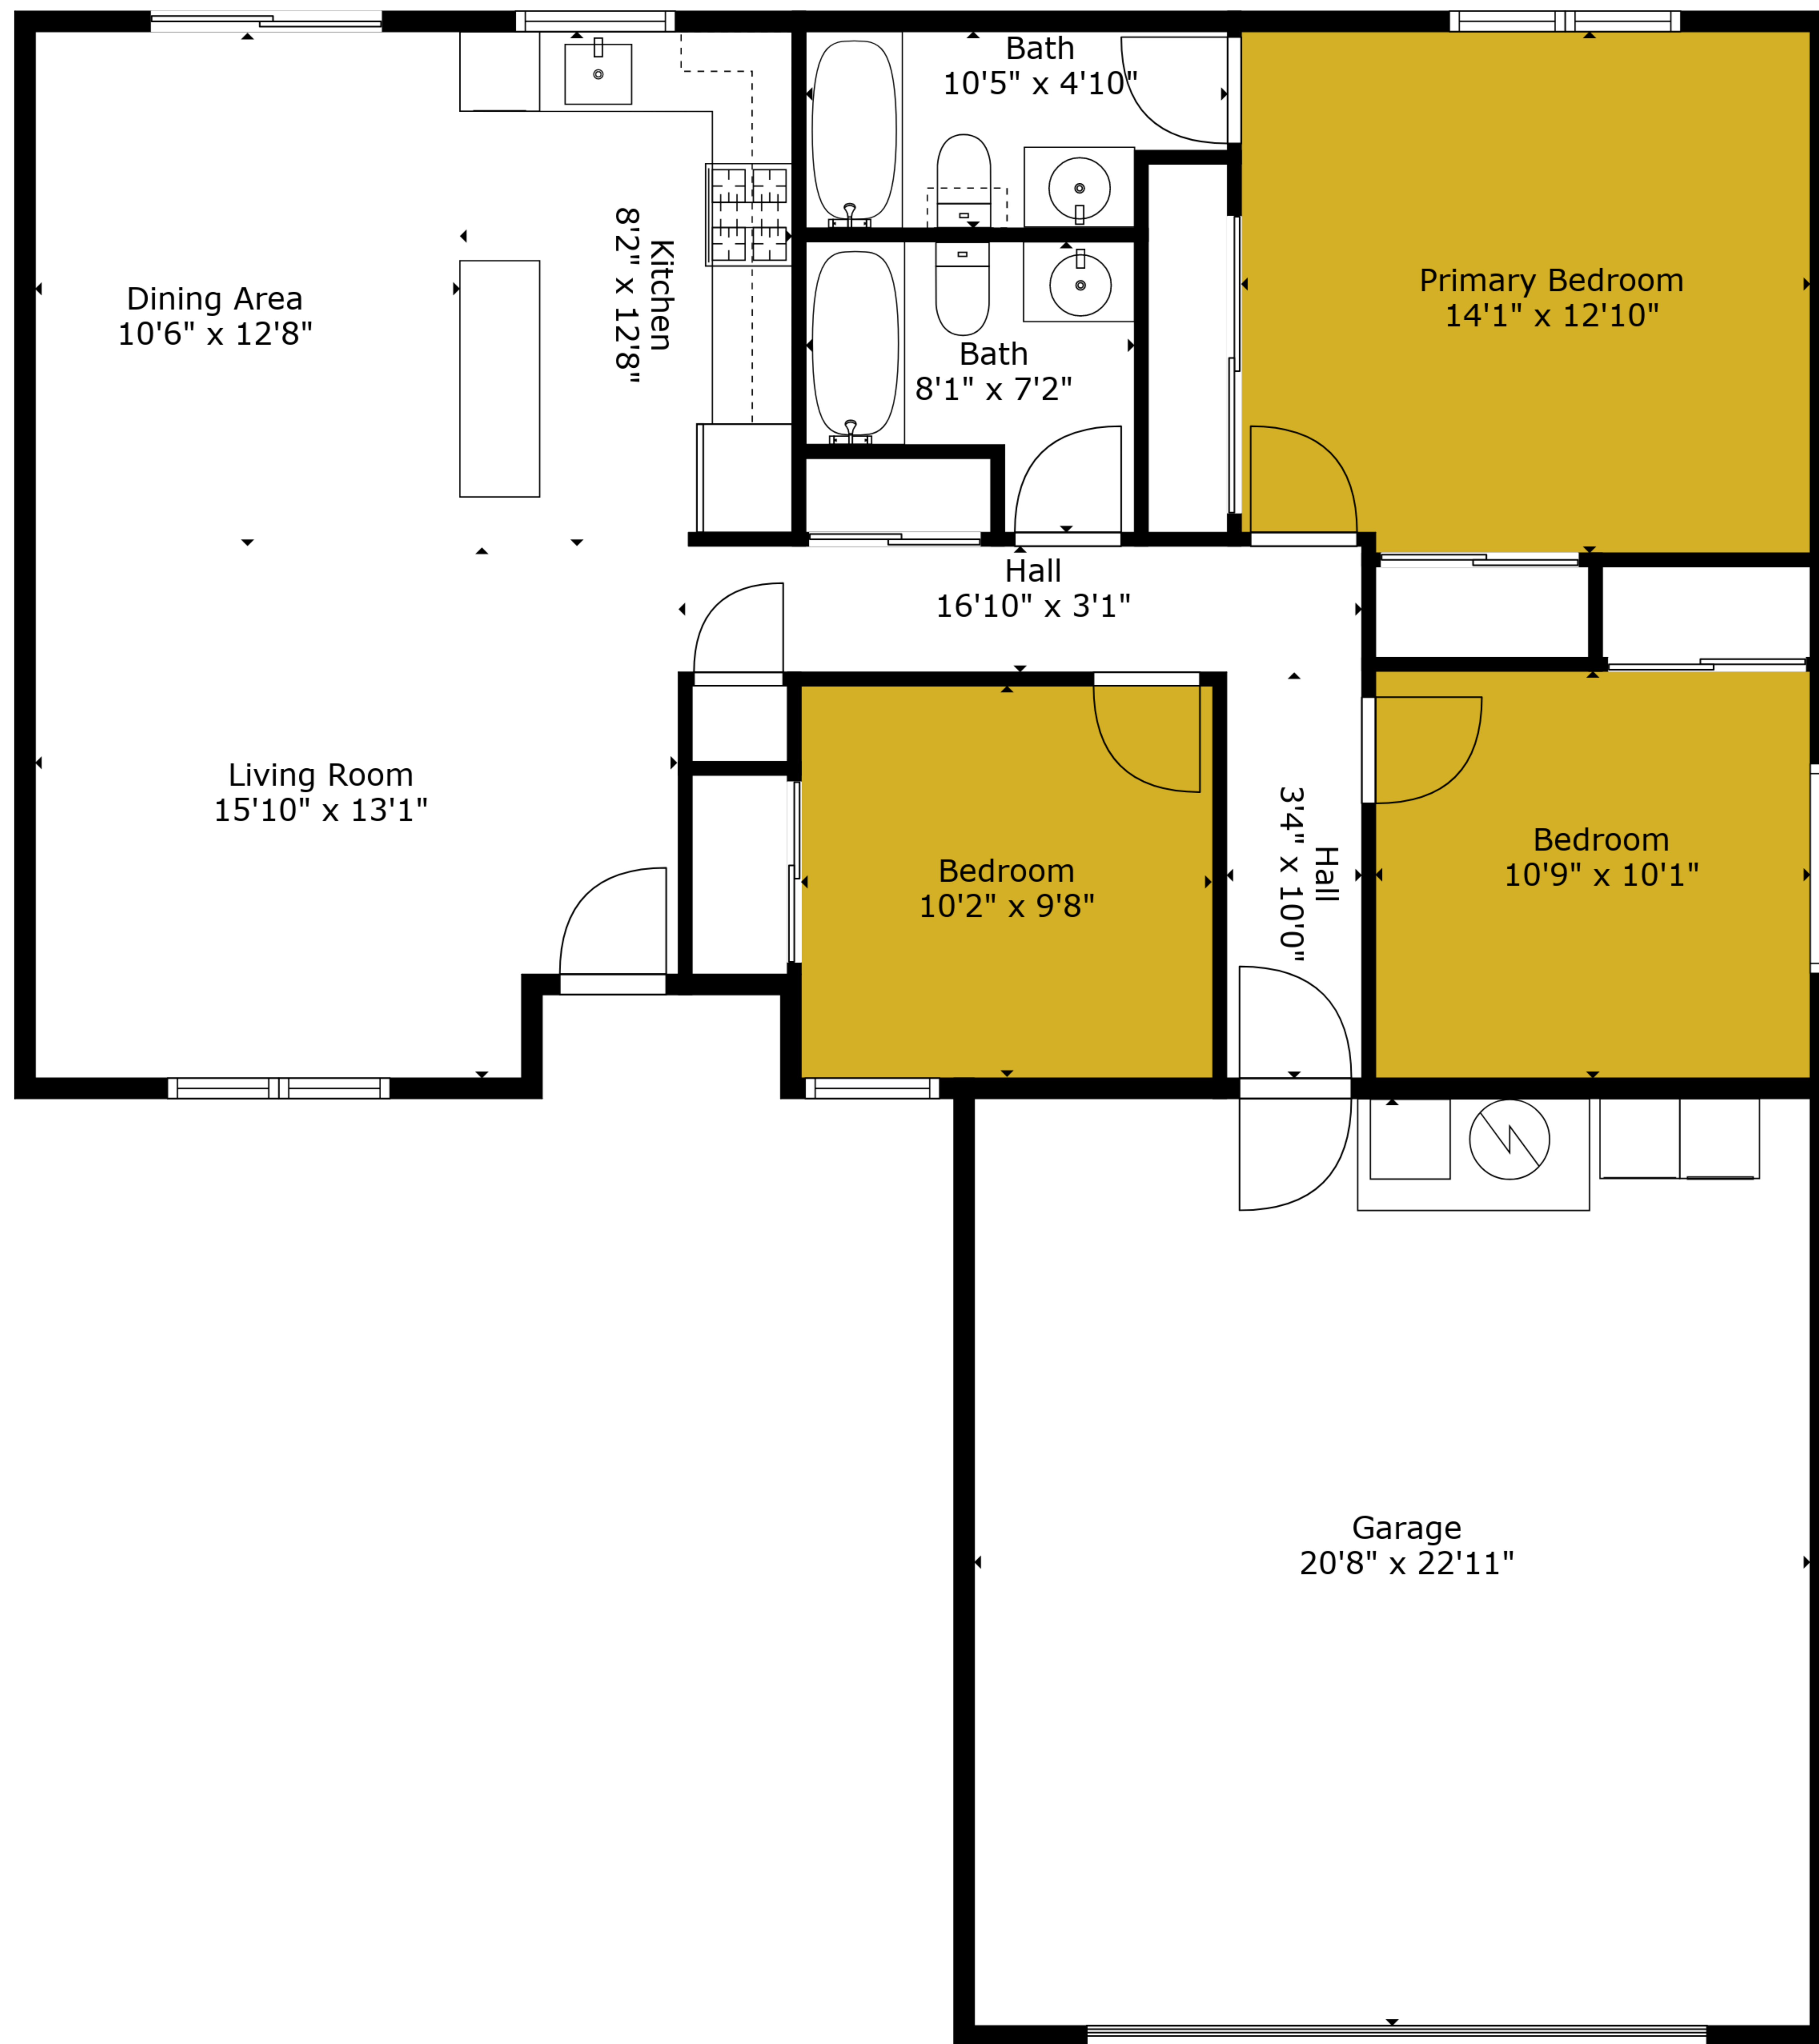 Bath
10'5" x 4'10"
Primary Bedroom
14'1" x 12'10"
Dining Area
10'6" x 12'8"
Kitchen
8'2" x 12'8"
Bath
8'1" x 7'2"
Hall
16'10" x 3'1"
Living Room
15'10" x 13'1"
Bedroom
10'2" x 9'8"
Hall
3'4" x 10'0"
Bedroom
10'9" x 10'1"
Garage
20'8" x 22'11"